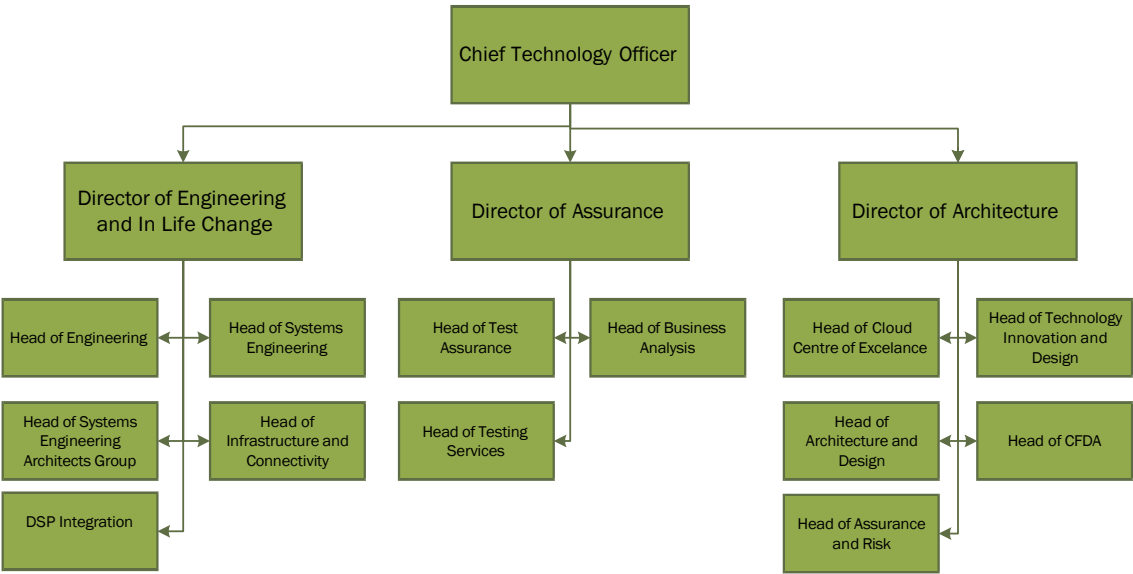 Chief Technology Officer
Director of Engineering
and In Life Change
Director of Assurance
Director of Architecture
Head of Engineering
Head of Systems
Engineering
Head of Test
Assurance
Head of Business
Analysis
Head of Cloud
Centre of Excelance
Head of Technology
Innovation and
Design
Head of Systems
Engineering
Architects Group
Head of
Infrastructure and
Connectivity
Head of Testing
Services
Head of
Architecture and
Design
Head of CFDA
DSP Integration
Head of Assurance
and Risk